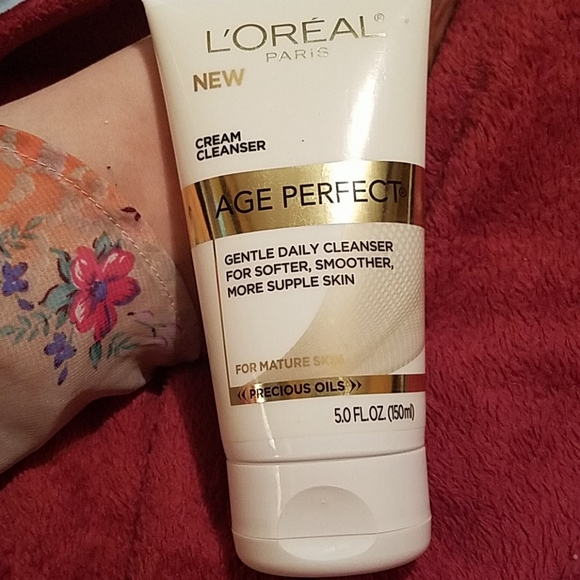 L'ORÉAL®
PARIS
NEW
CREAM
CLEANSER
AGE PERFECT®
GENTLE DAILY CLEANSER
FOR SOFTER, SMOOTHER,
MORE SUPPLE SKIN
FOR MATURE SKIN
PRECIOUS OILS
5.0 FL.OZ. (150ml)